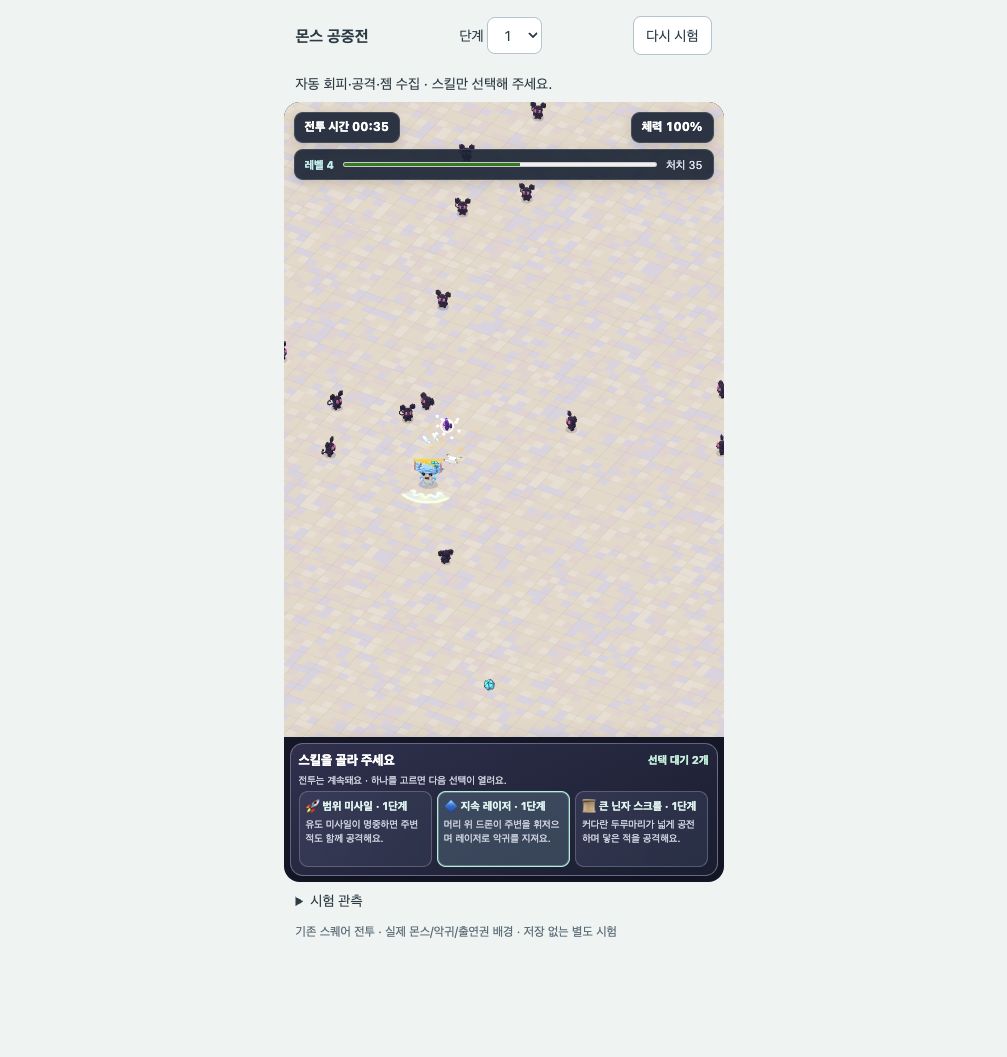 몬스 공중전
단계 1
다시 시험
자동 회피·공격·젬 수집 · 스킬만 선택해 주세요.
전투 시간 00:35
체력 100%
레벨 4
처치 35
스킬을 골라 주세요
선택 대기 2개
전투는 계속돼요 · 하나를 고르면 다음 선택이 열려요.
범위 미사일 · 1단계
유도 미사일이 명중하면 주변
적도 함께 공격해요.
지속 레이저 · 1단계
머리 위 드론이 주변을 휘저으
며 레이저로 악귀를 지져요.
큰 닌자 스크롤 · 1단계
커다란 두루마리가 넓게 공전
하며 닿은 적을 공격해요.
▶ 시험 관측
기존 스퀘어 전투 · 실제 몬스/악귀/출연권 배경 · 저장 없는 별도 시험